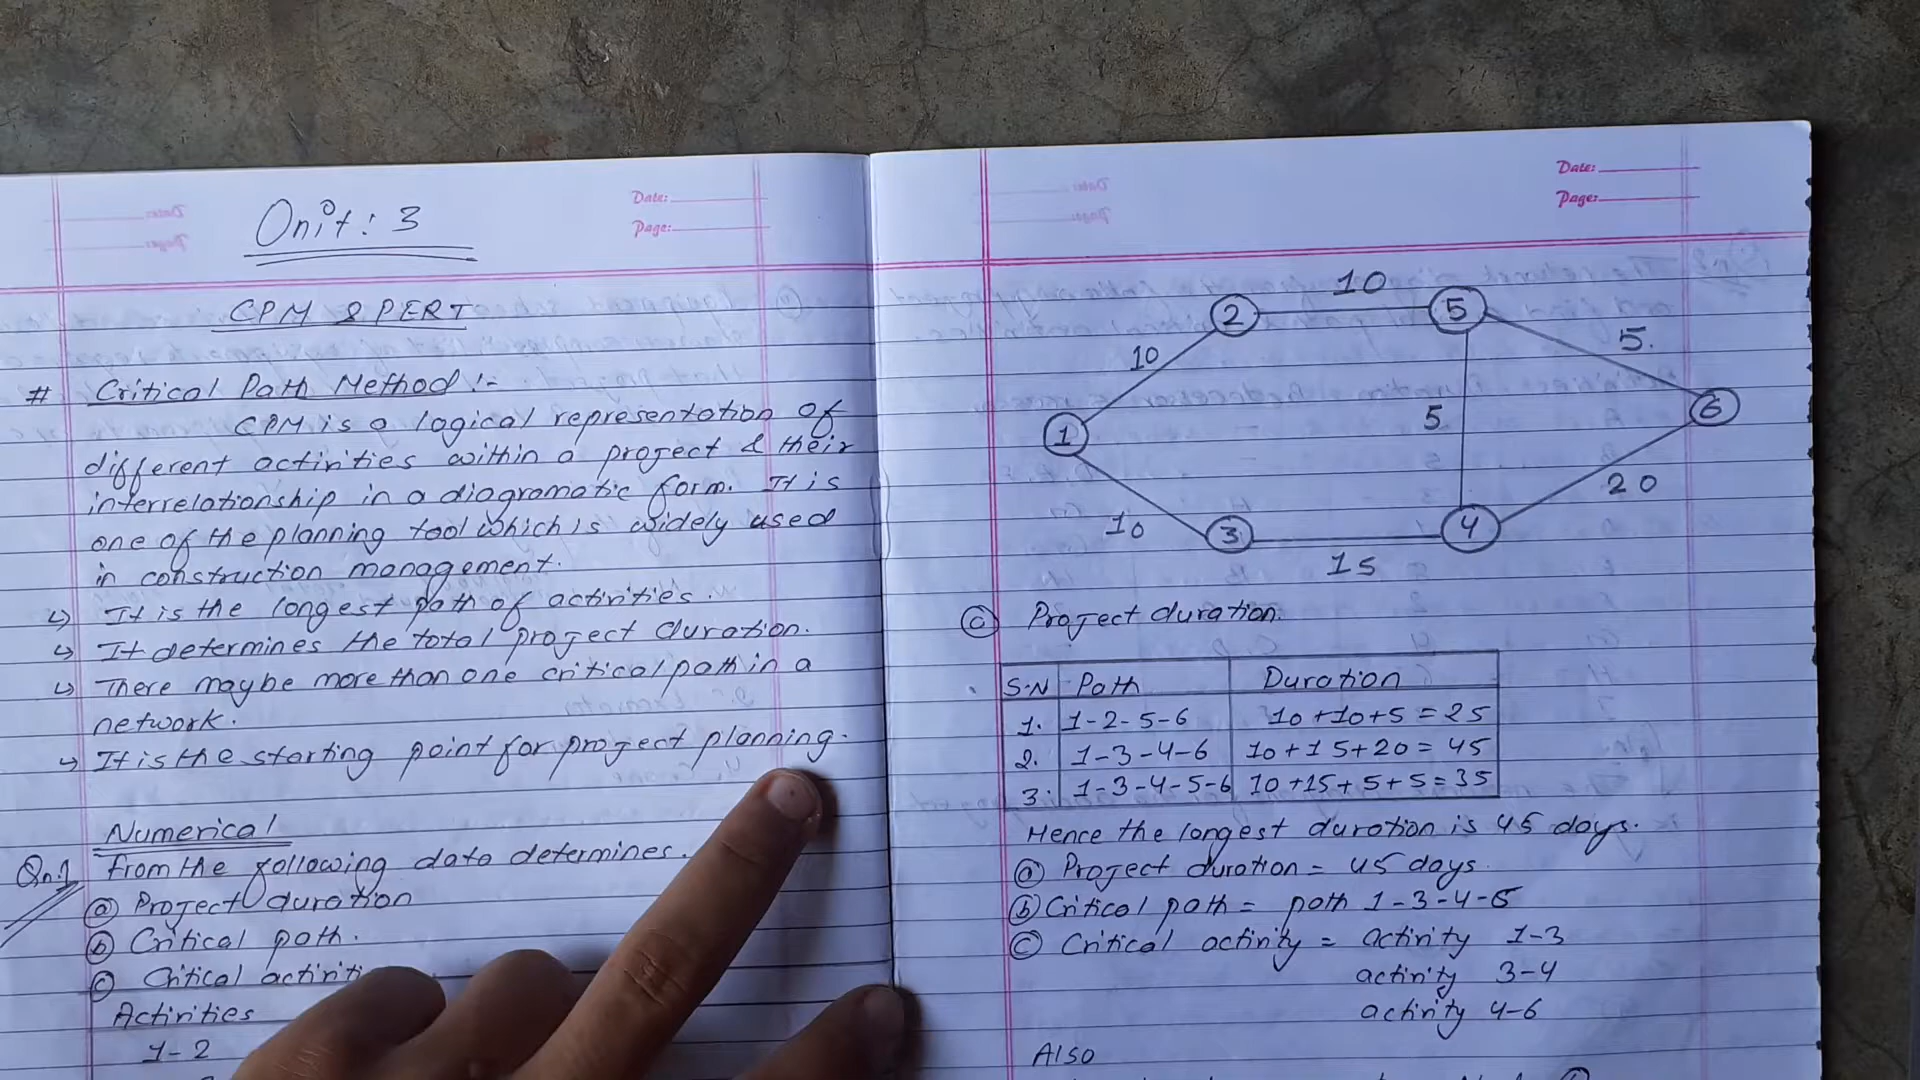 Date:
Page:
Unit: 3
CPM & PERT
# Critical Path Method :-
CPM is a logical representation of
different activities within a project & their
interrelationship in a diagramatic form. It is
one of the planning tool which is widely used
in construction management.
↳ It is the longest path of activities.
↳ It determines the total project duration.
↳ There maybe more than one critical path in a
network.
↳ It is the starting point for project planning.
Numerical
Qn.1 from the following data determines.
(a) Project duration
(b) Critical path.
(c) Critical activiti
Activities
1-2
Date:
Page:
10
2
5
10
5.
1
5
6
10
3
4
20
15
Project duration.
S.N Path Duration
1. 1-2-5-6 10+10+5=25
2. 1-3-4-6 10+15+20=45
3. 1-3-4-5-6 10+15+5+5=35
Hence the longest duration is 45 days.
(a) Project duration = 45 days.
(b) Critical path = path 1-3-4-
(c) Critical activity = activity 1-3
activity 3-4
activity 4-6
Also